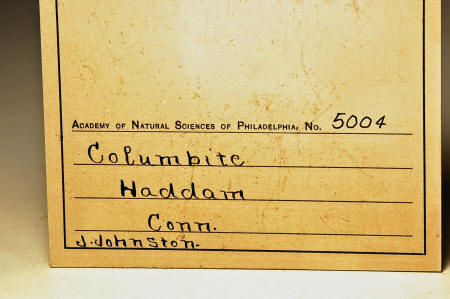 Academy of Natural Sciences of Philadelphia, No. 5004
Columbite
Haddam
Conn.
J. Johnston.